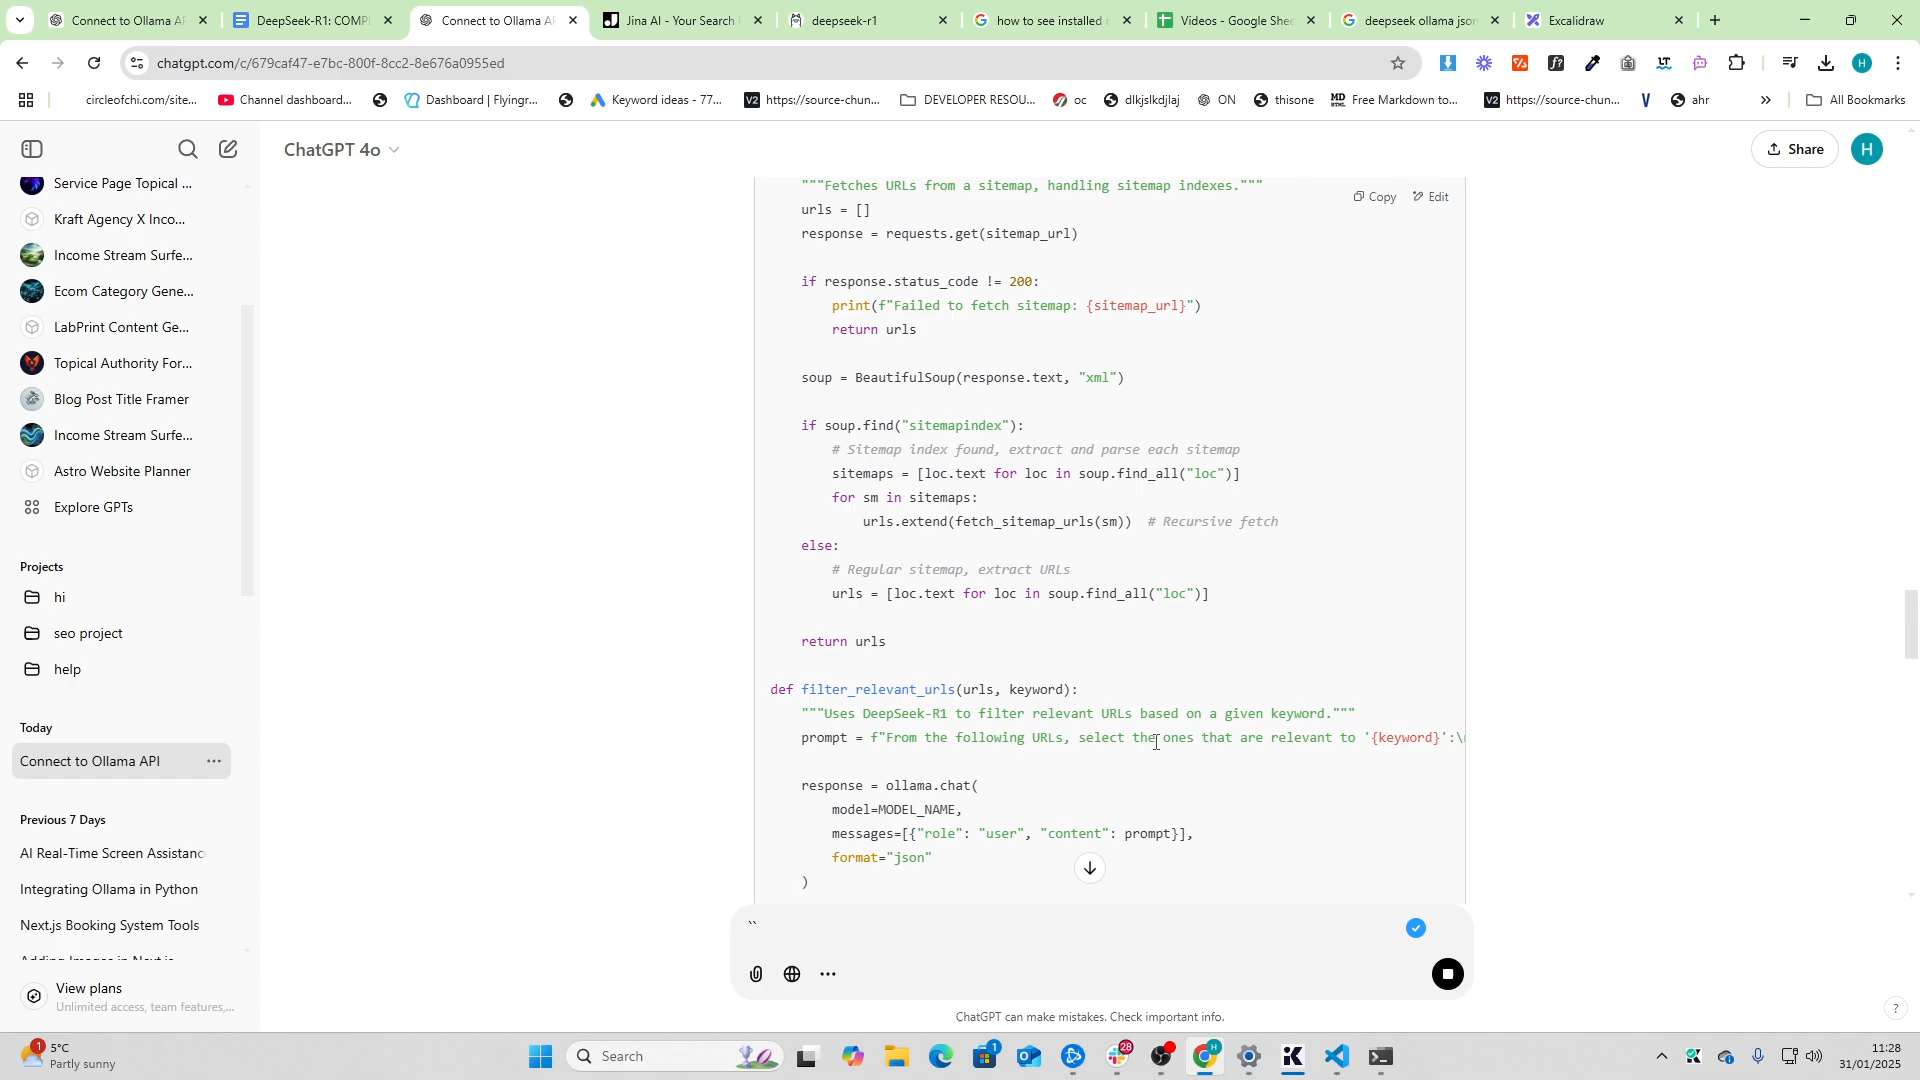 Connect to Ollama AP
DeepSeek-R1: COMPL
Connect to Ollama AP
Jina AI - Your Search
deepseek-r1
how to see installed
Videos - Google She
deepseek ollama json
Excalidraw
chatgpt.com/c/679caf47-e7bc-800f-8cc2-8e676a0955ed
circleofchi.com/site...
Channel dashboard...
Dashboard | Flyingr...
Keyword ideas - 77...
https://source-chun...
DEVELOPER RESOU...
oc
dlkjslkdjlaj
ON
thisone
Free Markdown to...
https://source-chun...
ahr
All Bookmarks
ChatGPT 4o
Share
H
Service Page Topical ...
Kraft Agency X Inco...
Income Stream Surfe...
Ecom Category Gene...
LabPrint Content Ge...
Topical Authority For...
Blog Post Title Framer
Income Stream Surfe...
Astro Website Planner
Explore GPTs
Projects
hi
seo project
help
Today
Connect to Ollama API
Previous 7 Days
AI Real-Time Screen Assistanc
Integrating Ollama in Python
Next.js Booking System Tools
Adding Images in Next.js
View plans
Unlimited access, team features,...
Copy
Edit
"""Fetches URLs from a sitemap, handling sitemap indexes."""
urls = []
response = requests.get(sitemap_url)
if response.status_code != 200:
print(f"Failed to fetch sitemap: {sitemap_url}")
return urls
soup = BeautifulSoup(response.text, "xml")
if soup.find("sitemapindex"):
# Sitemap index found, extract and parse each sitemap
sitemaps = [loc.text for loc in soup.find_all("loc")]
for sm in sitemaps:
urls.extend(fetch_sitemap_urls(sm))  # Recursive fetch
else:
# Regular sitemap, extract URLs
urls = [loc.text for loc in soup.find_all("loc")]
return urls
def filter_relevant_urls(urls, keyword):
"""Uses DeepSeek-R1 to filter relevant URLs based on a given keyword."""
prompt = f"From the following URLs, select the ones that are relevant to '{keyword}':\
response = ollama.chat(
model=MODEL_NAME,
messages=[{"role": "user", "content": prompt}],
format="json"
)
``
ChatGPT can make mistakes. Check important info.
?
1
5°C
Partly sunny
Search
1
28
11:28
31/01/2025